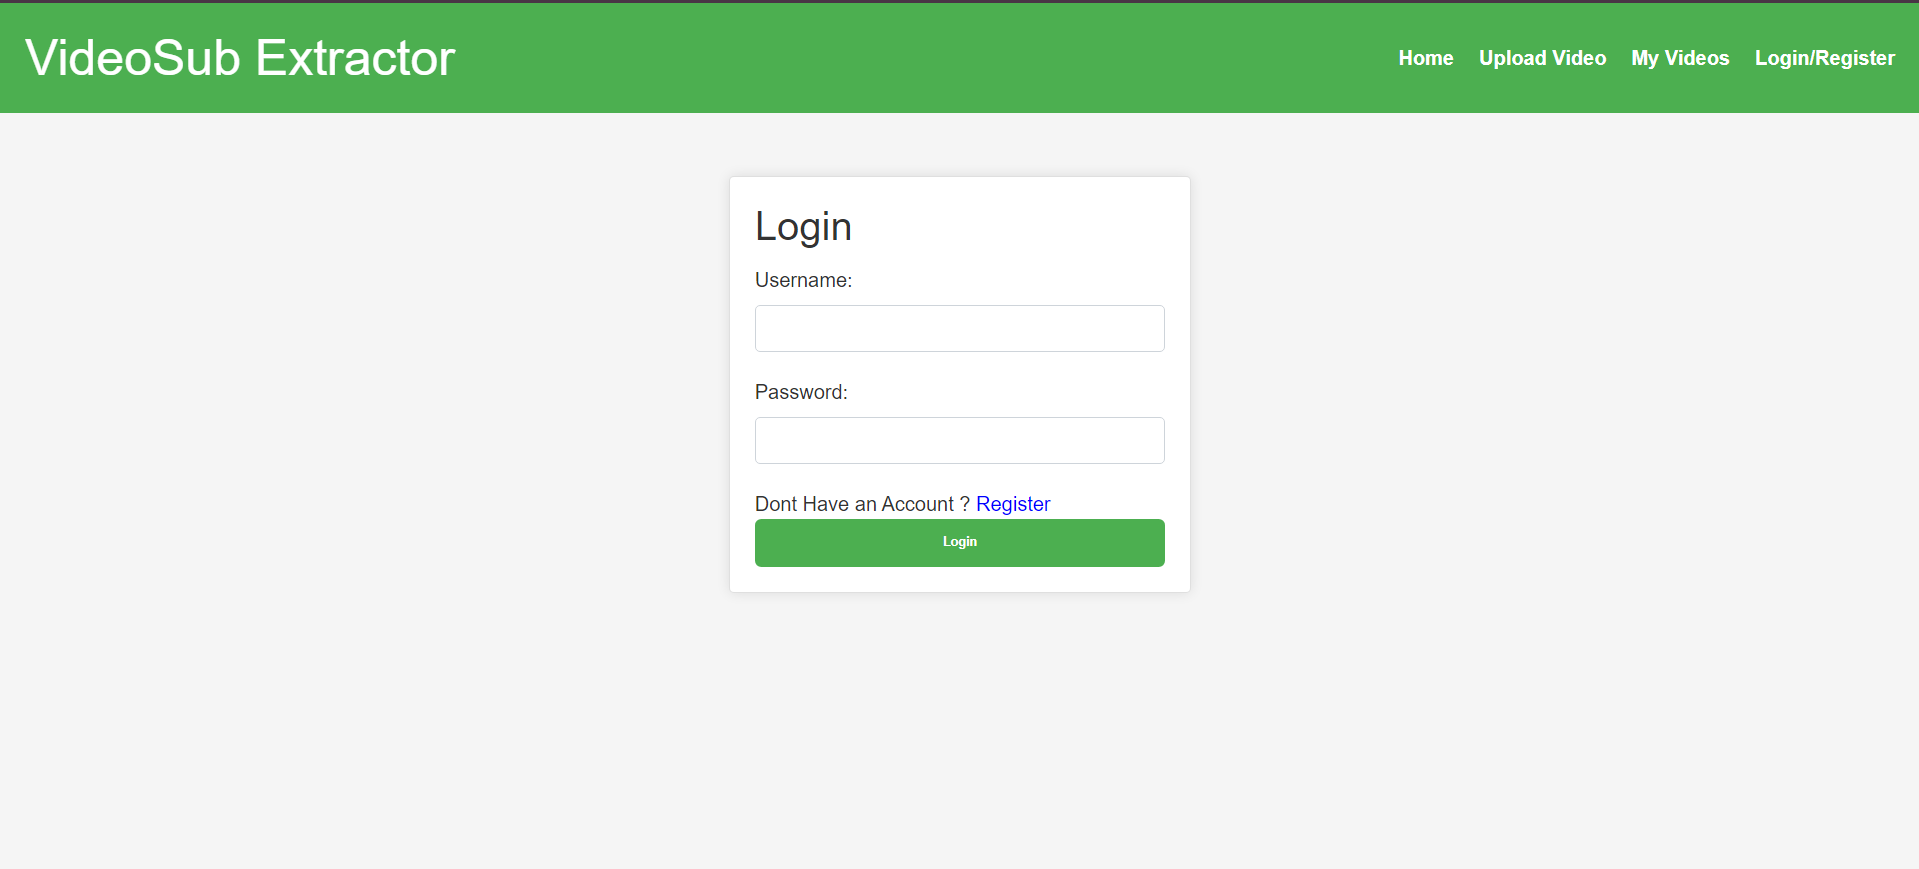 VideoSub Extractor
Home Upload Video My Videos Login/Register
Login
Username:
Password:
Dont Have an Account ? Register
Login